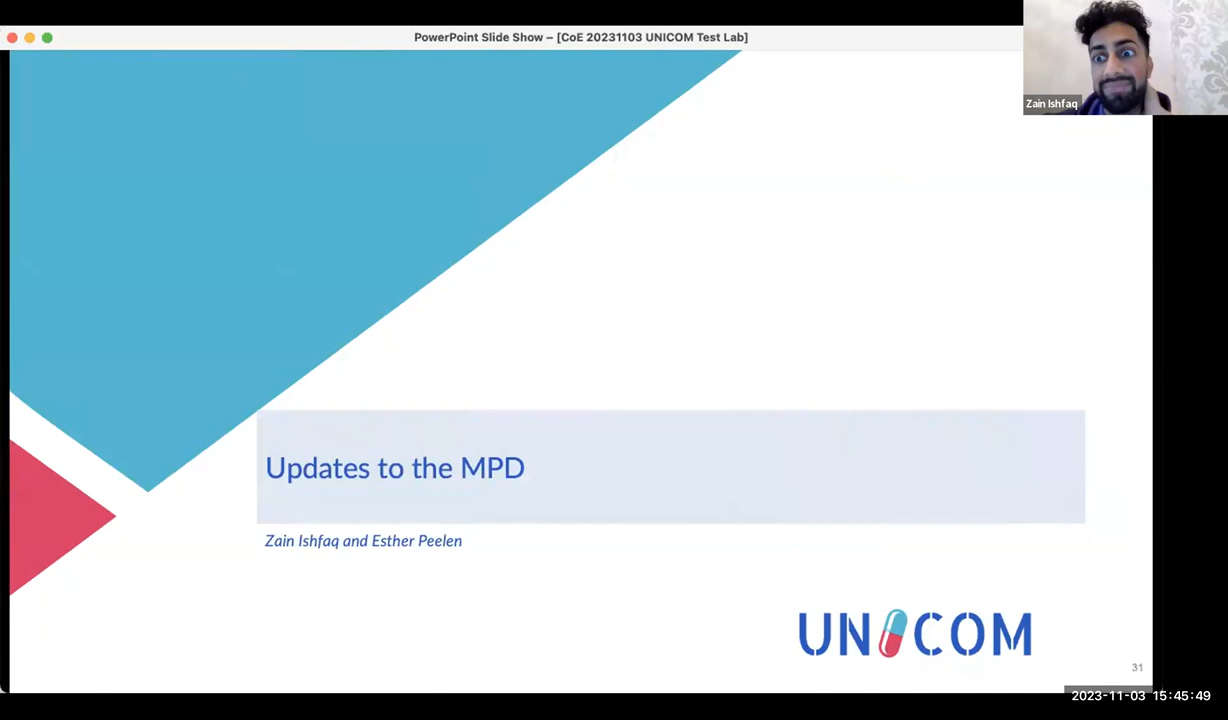 PowerPoint Slide Show – [CoE 20231103 UNICOM Test Lab]
Zain Ishfaq
Updates to the MPD
Zain Ishfaq and Esther Peelen
UNICOM
31
2023-11-03 15:45:49